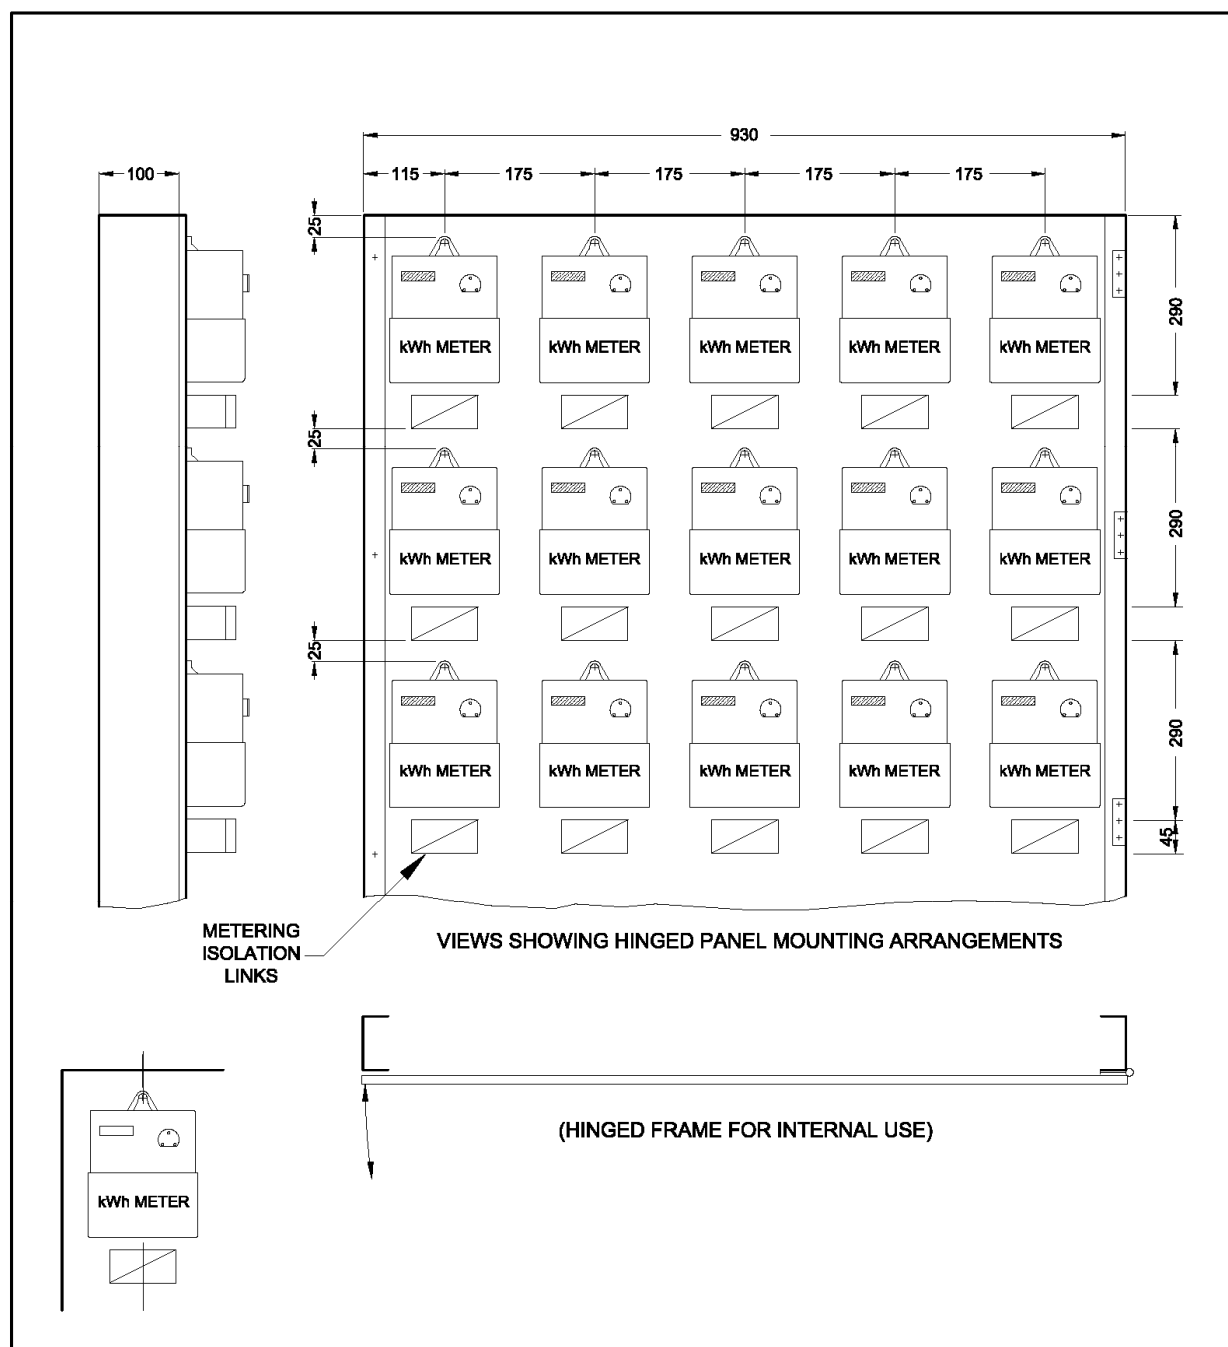 930
100
115 175 175 175 175
25
290
kWh METER kWh METER kWh METER kWh METER kWh METER
25
290
kWh METER kWh METER kWh METER kWh METER kWh METER
25
290
kWh METER kWh METER kWh METER kWh METER kWh METER
45
METERING
ISOLATION
LINKS
VIEWS SHOWING HINGED PANEL MOUNTING ARRANGEMENTS
(HINGED FRAME FOR INTERNAL USE)
kWh METER